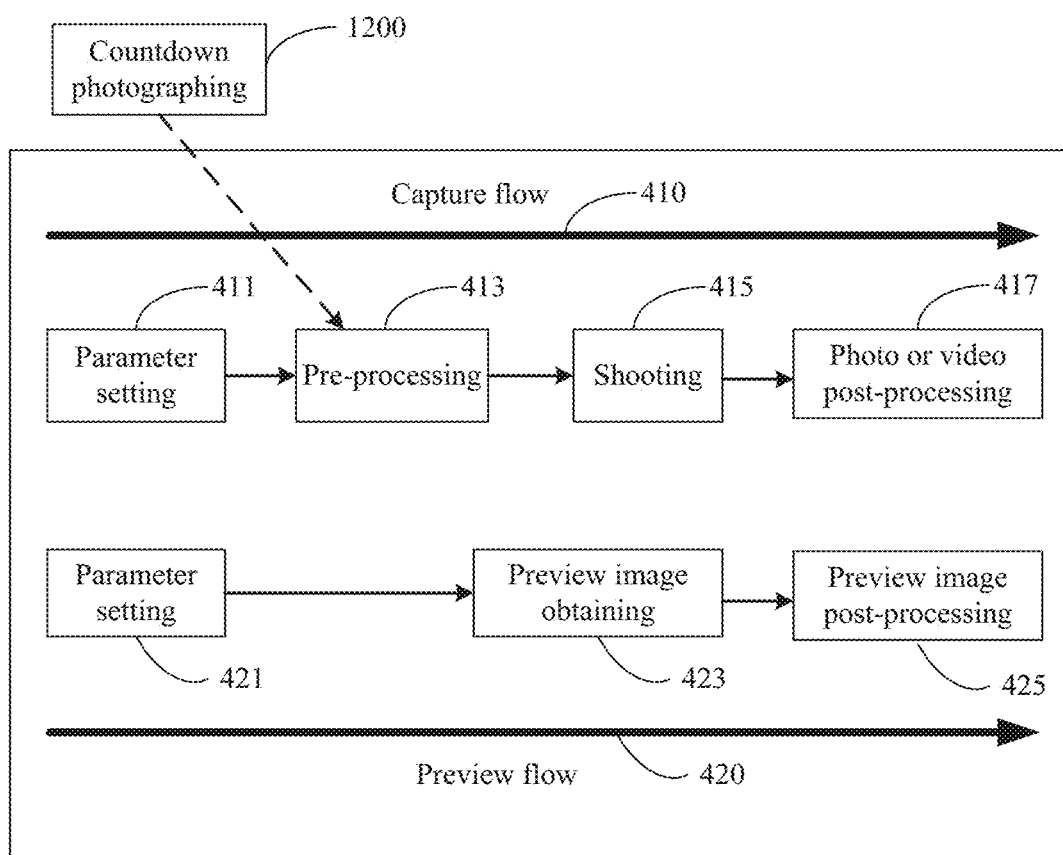 1200
Countdown
photographing
Capture flow
410
411
413
415
417
Parameter
setting
Pre-processing
Shooting
Photo or video
post-processing
Parameter
setting
Preview image
obtaining
Preview image
post-processing
421
423
425
Preview flow
420